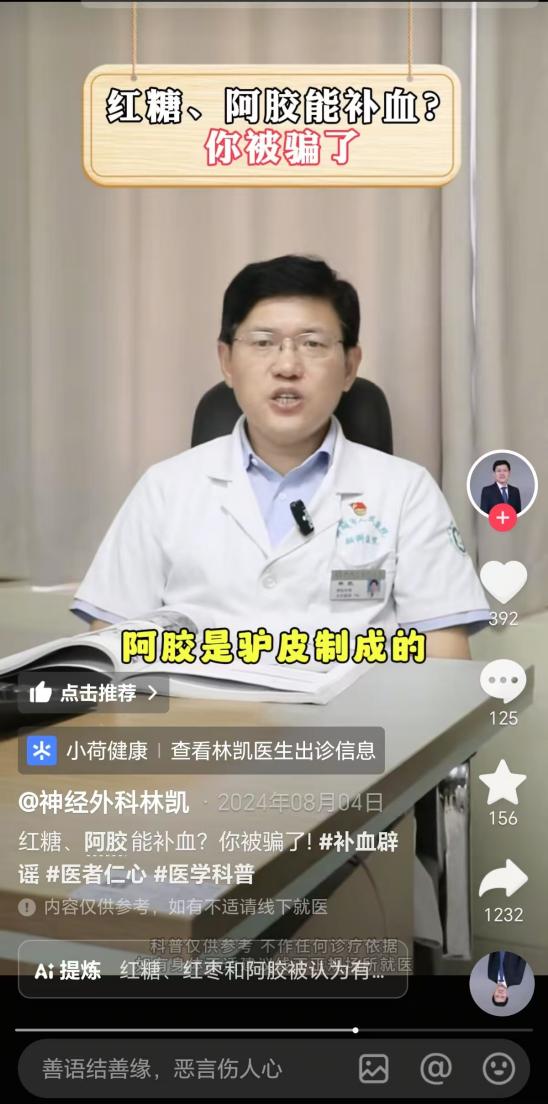 红糖、阿胶能补血？
你被骗了
阿胶是驴皮制成的
点击推荐
小荷健康 | 查看林凯医生出诊信息
@神经外科林凯 · 2024年08月04日
红糖、阿胶能补血？你被骗了! #补血辟
谣 #医者仁心 #医学科普
内容仅供参考，如有不适请线下就医
科普仅供参考 不作任何诊疗依据
Ai 提炼 红糖、红枣和阿胶被认为有...
392
125
156
1232
善语结善缘，恶言伤人心